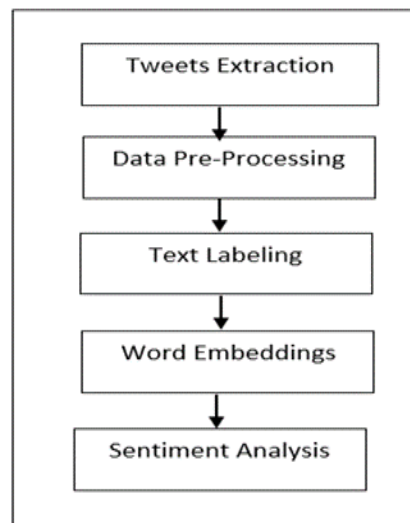 Tweets Extraction
Data Pre-Processing
Text Labeling
Word Embeddings
Sentiment Analysis